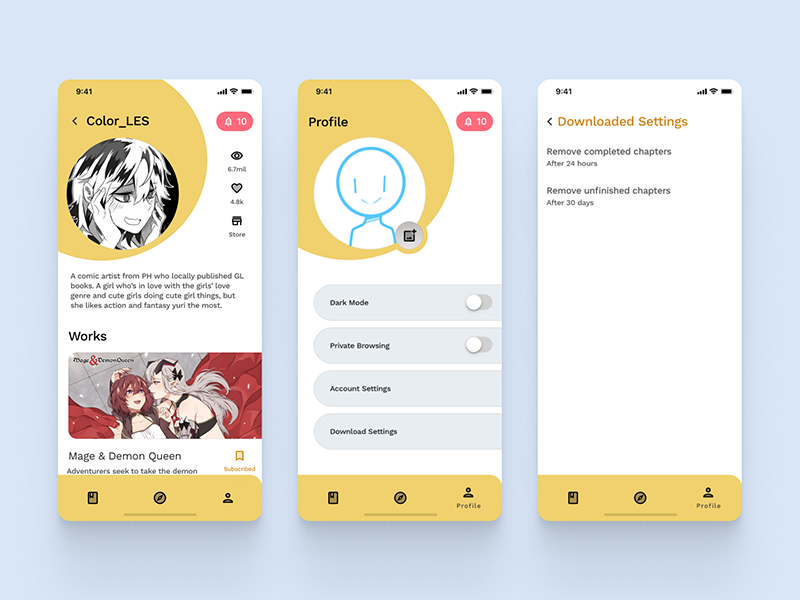 9:41
Color_LES
10
6.7mil
4.8k
Store
A comic artist from PH who locally published GL
books. A girl who's in love with the girls' love
genre and cute girls doing cute girl things, but
she likes action and fantasy yuri the most.
Works
Mage & Demon Queen
Mage & Demon Queen
Subscribed
Adventurers seek to take the demon
9:41
Profile
10
Dark Mode
Private Browsing
Account Settings
Download Settings
Profile
9:41
Downloaded Settings
Remove completed chapters
After 24 hours
Remove unfinished chapters
After 30 days
Profile